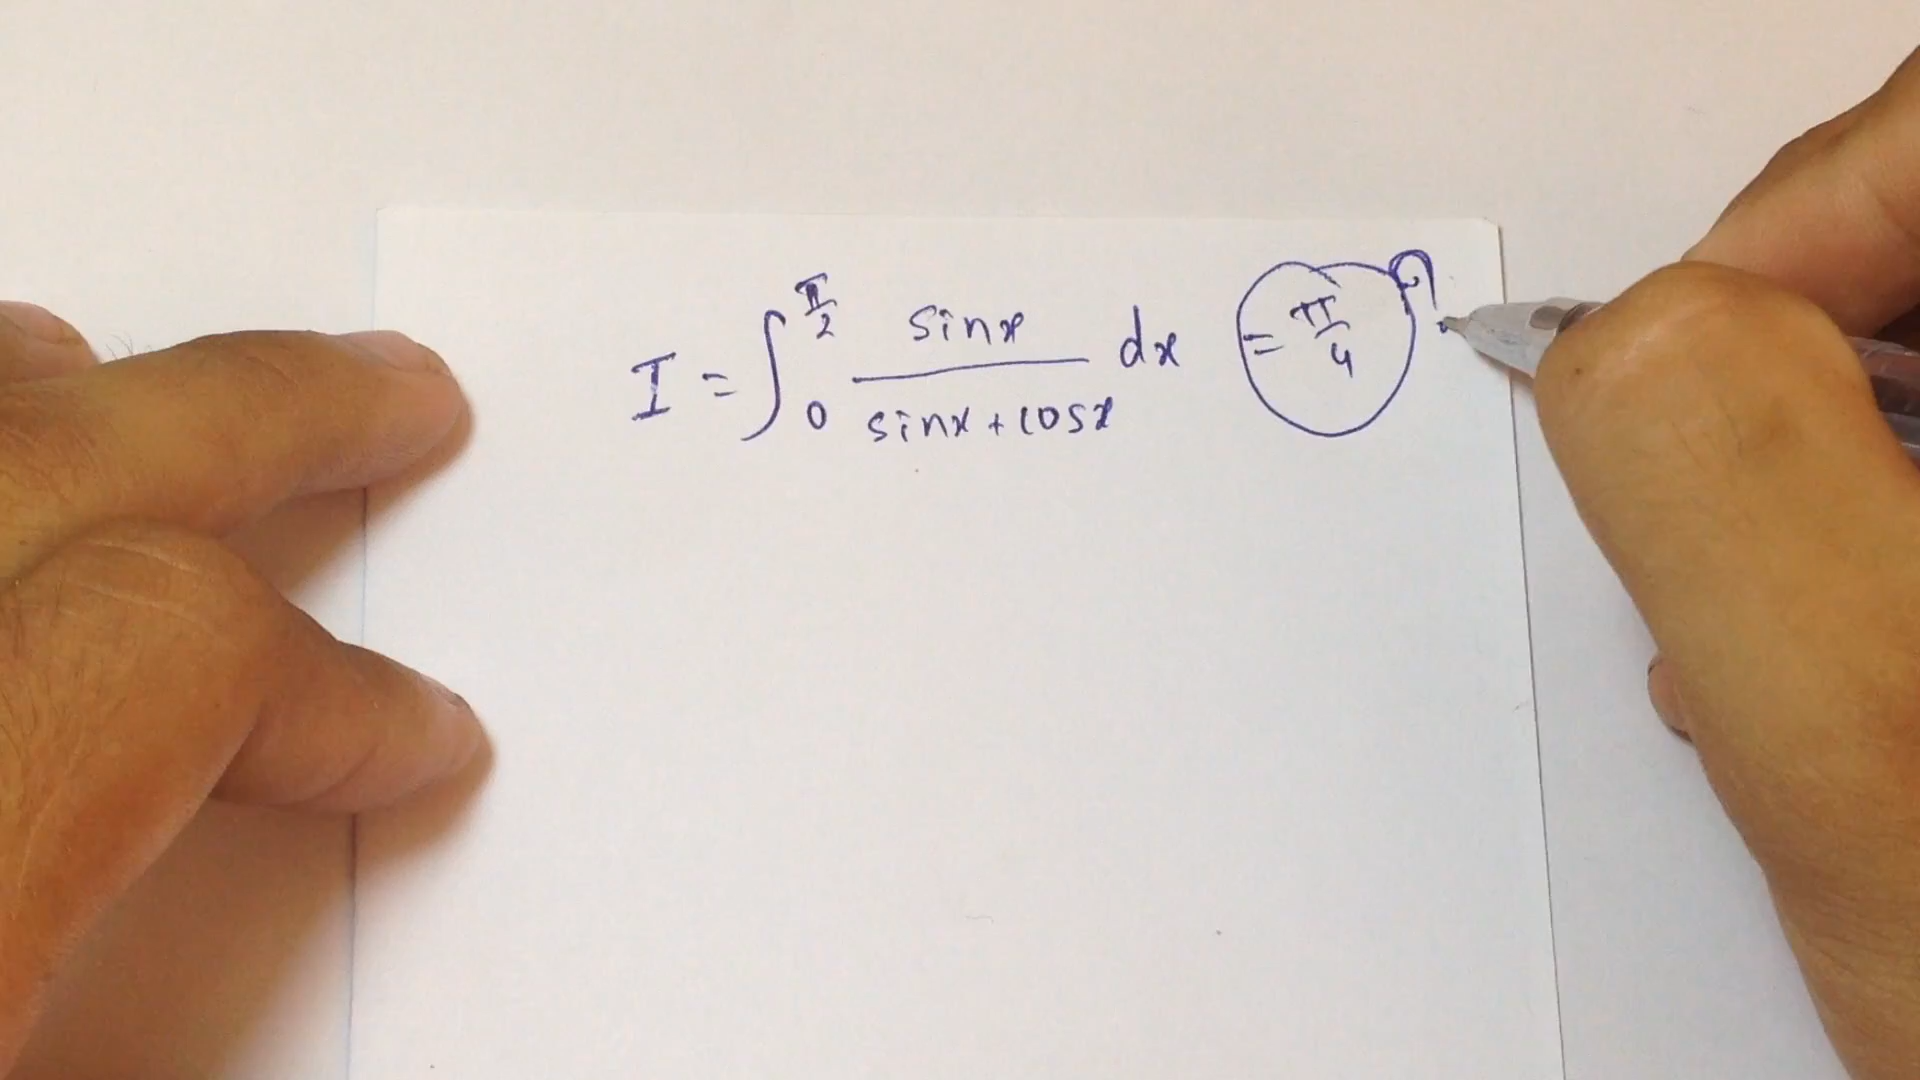 I = ∫₀^(π/2) sinx / (sinx + cosx) dx = π/4 ?